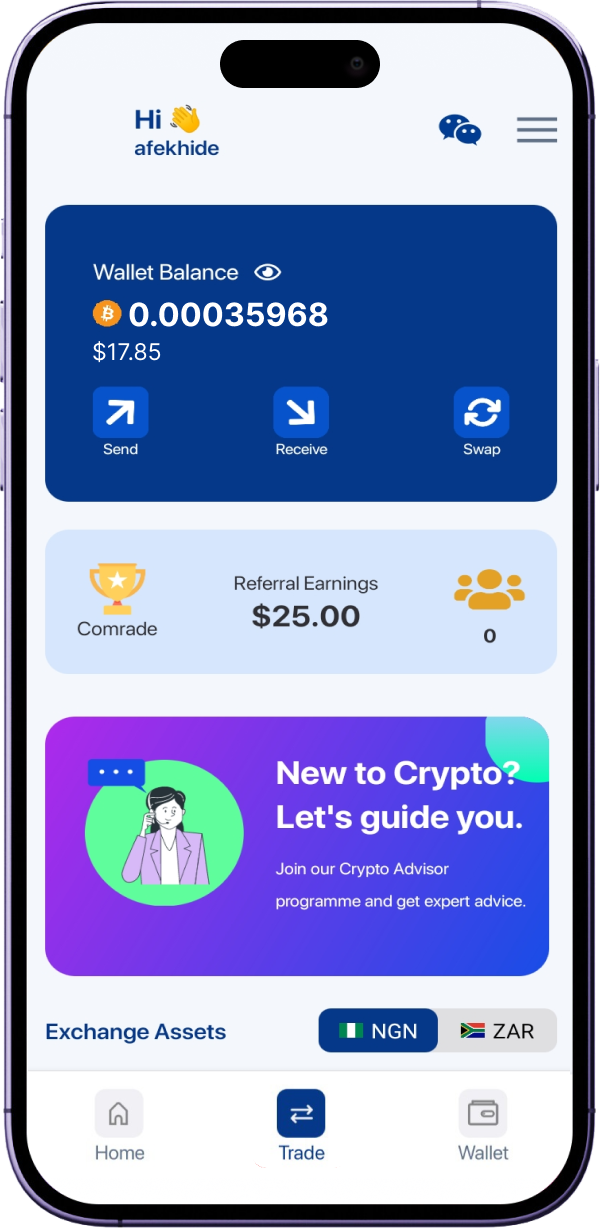 Hi 👋
afekhide
Wallet Balance
0.00035968
$17.85
Send
Receive
Swap
Comrade
Referral Earnings
$25.00
0
New to Crypto?
Let's guide you.
Join our Crypto Advisor
programme and get expert advice.
Exchange Assets
NGN
ZAR
Home
Trade
Wallet